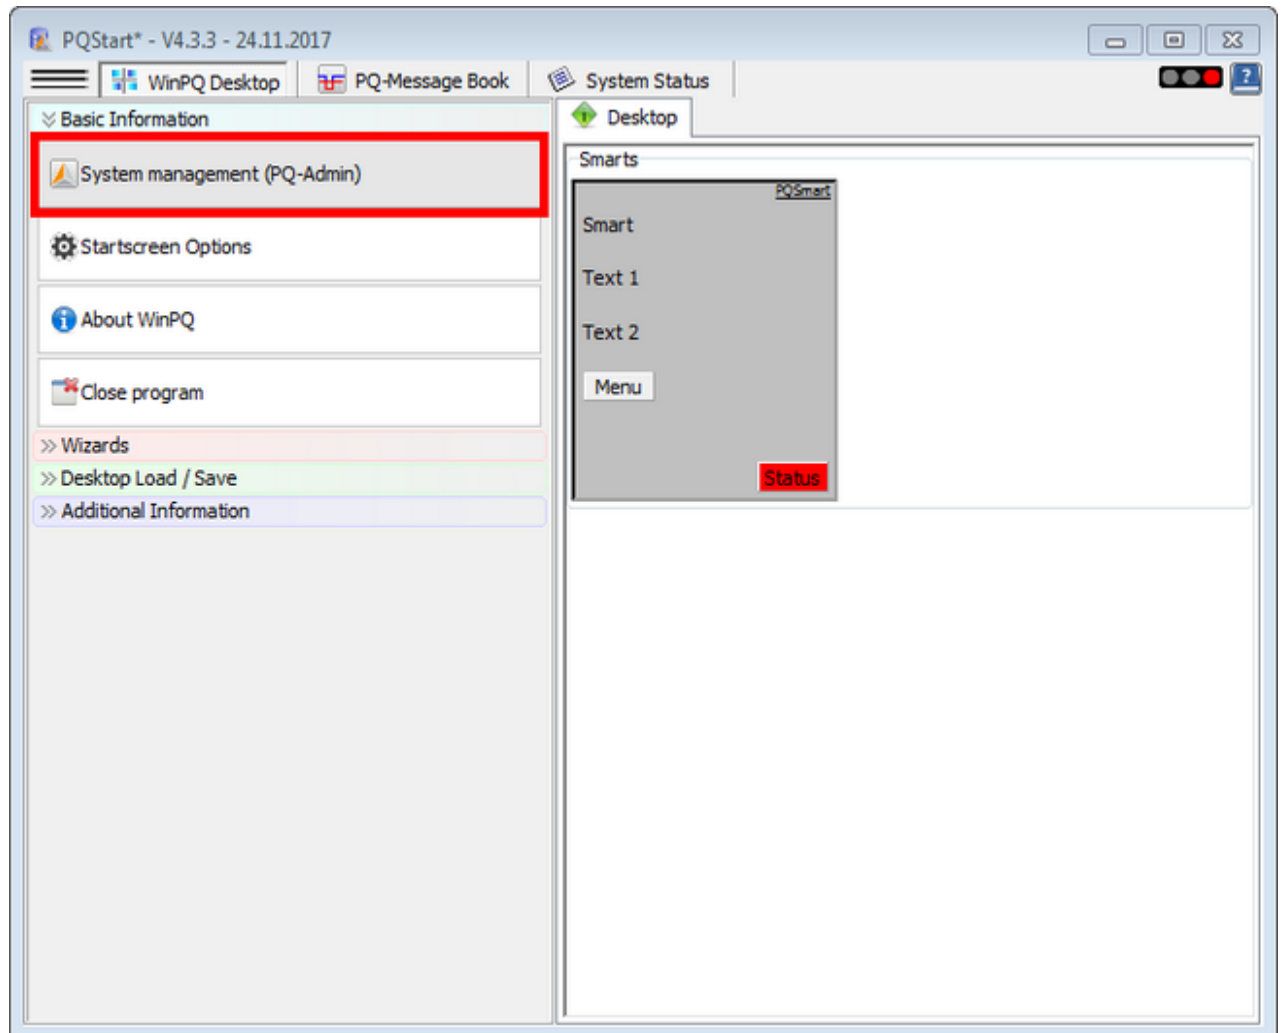 PQStart* - V4.3.3 - 24.11.2017
WinPQ Desktop
PQ-Message Book
System Status
?
Basic Information
System management (PQ-Admin)
Startscreen Options
About WinPQ
Close program
Wizards
Desktop Load / Save
Additional Information
Desktop
Smarts
PQSmart
Smart
Text 1
Text 2
Menu
Status